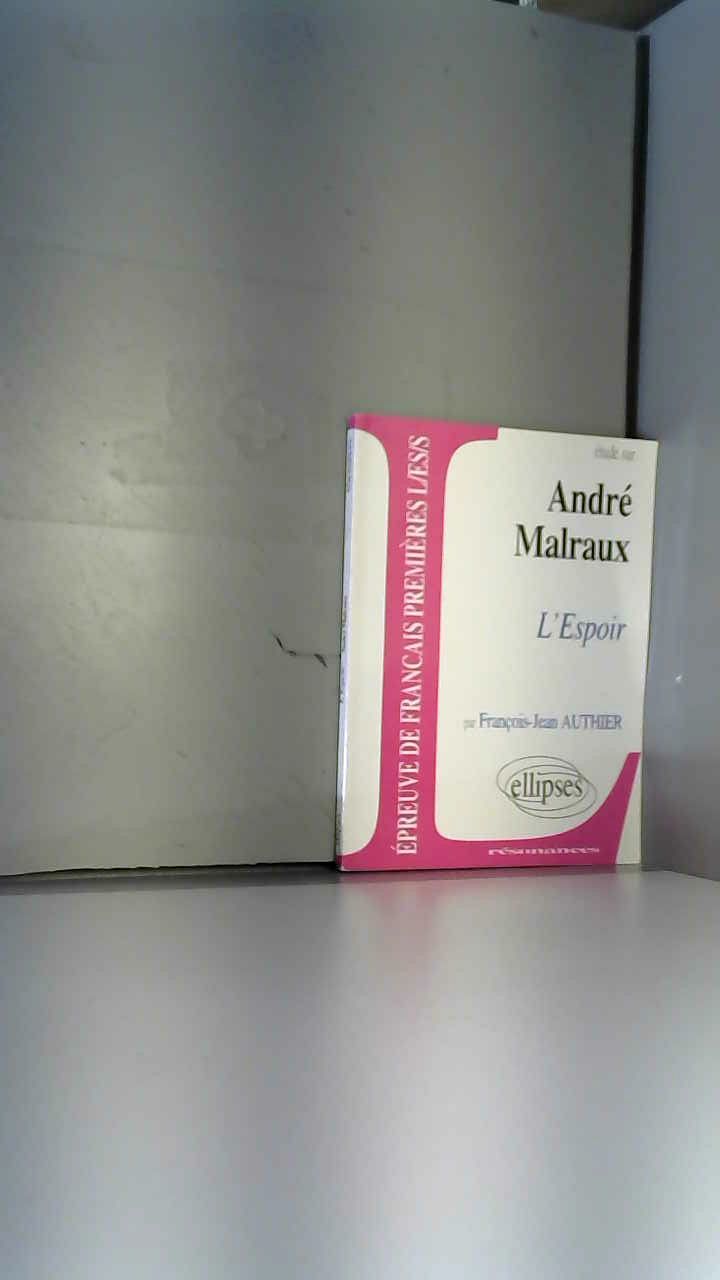 ÉPREUVE DE FRANCAIS PREMIÈRES L/ES/S
étude sur
André
Malraux
L'Espoir
par François-Jean AUTHIER
ellipses
résonances